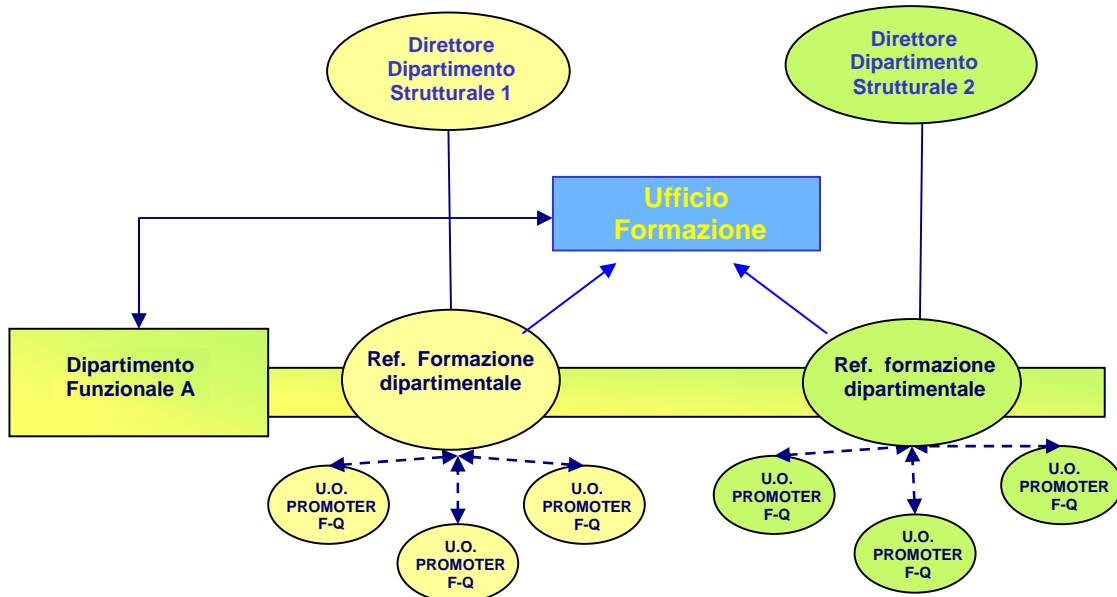 Direttore
Dipartimento
Strutturale 1
Direttore
Dipartimento
Strutturale 2
Ufficio
Formazione
Dipartimento
Funzionale A
Ref. Formazione
dipartimentale
Ref. formazione
dipartimentale
U.O.
PROMOTER
F-Q
U.O.
PROMOTER
F-Q
U.O.
PROMOTER
F-Q
U.O.
PROMOTER
F-Q
U.O.
PROMOTER
F-Q
U.O.
PROMOTER
F-Q